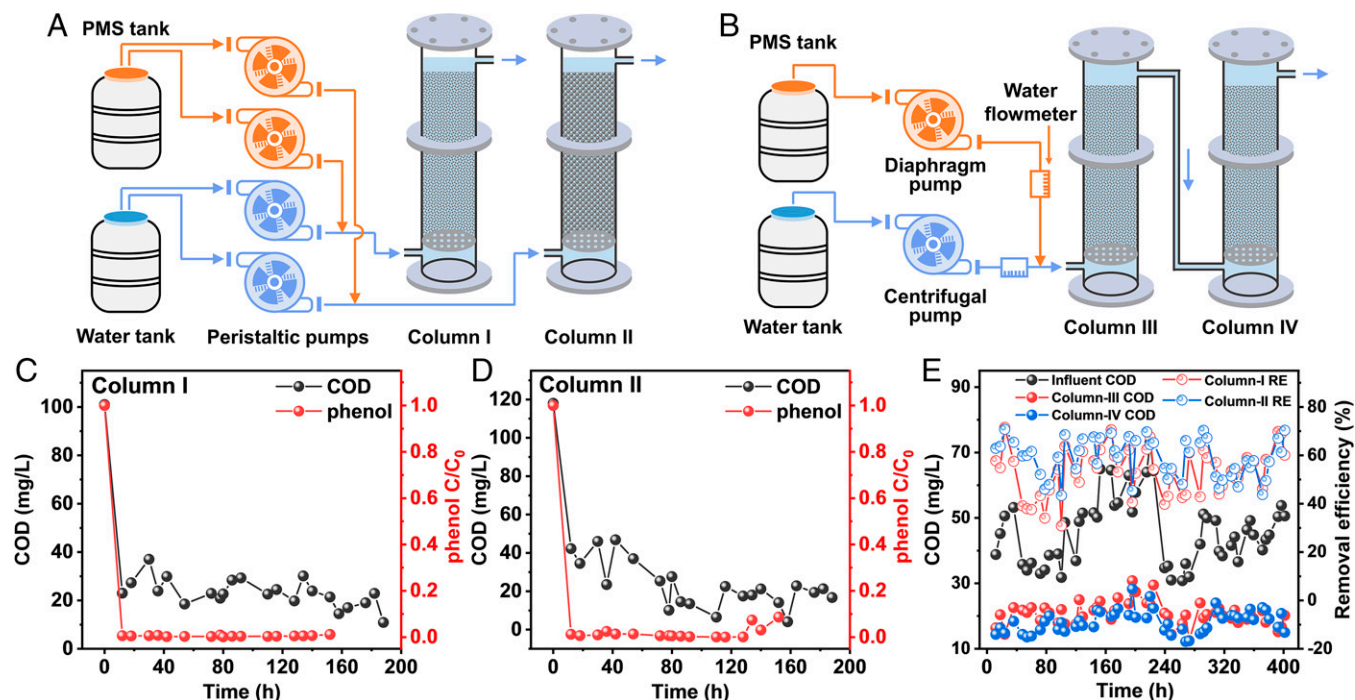 A
PMS tank
Water tank
Peristaltic pumps
Column I
Column II
B
PMS tank
Water
flowmeter
Diaphragm
pump
Centrifugal
pump
Water tank
Column III
Column IV
C
Column I
COD
phenol
COD (mg/L)
100
80
60
40
20
0
phenol C/C0
1.0
0.8
0.6
0.4
0.2
0.0
0
40
80
120
160
200
Time (h)
D
Column II
COD
phenol
COD (mg/L)
120
100
80
60
40
20
0
phenol C/C0
1.0
0.8
0.6
0.4
0.2
0.0
0
40
80
120
160
200
Time (h)
E
Influent COD
Column-III COD
Column-IV COD
Column-I RE
Column-II RE
COD (mg/L)
90
70
50
30
10
Removal efficiency (%)
80
60
40
20
0
-20
0
80
160
240
320
400
Time (h)